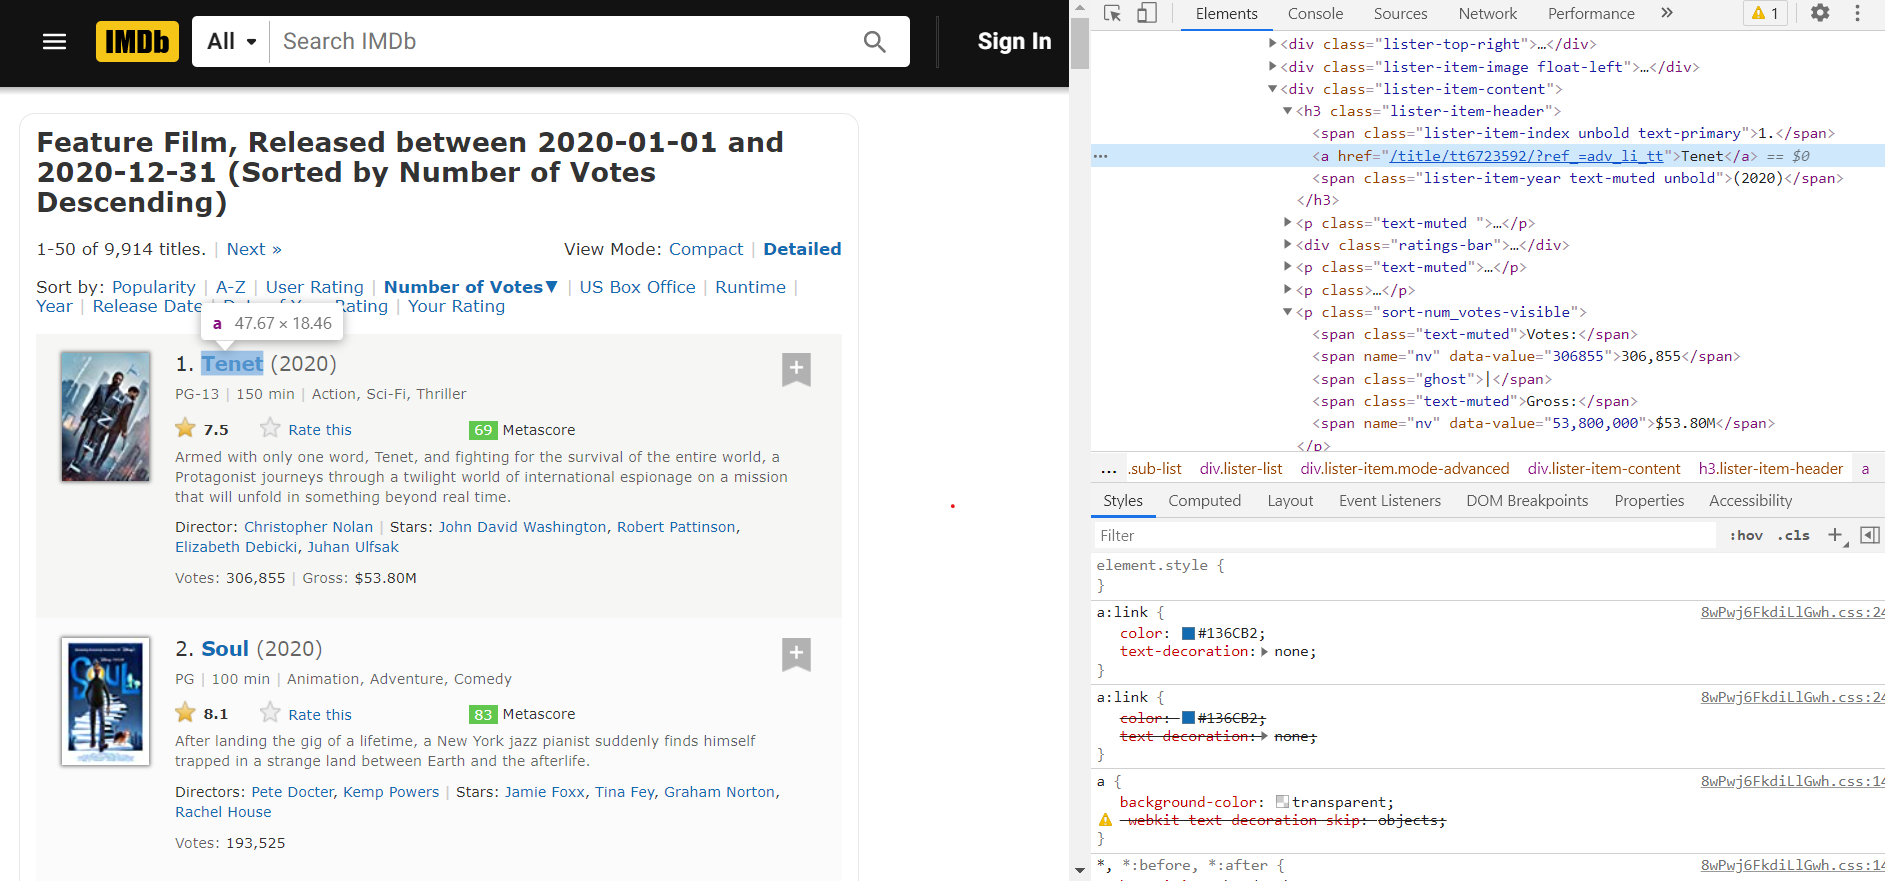 IMDb All Search IMDb Sign In
Feature Film, Released between 2020-01-01 and
2020-12-31 (Sorted by Number of Votes
Descending)
1-50 of 9,914 titles. | Next »
View Mode: Compact | Detailed
Sort by: Popularity | A-Z | User Rating | Number of Votes▼ | US Box Office | Runtime |
Year | Release Date Rating | Your Rating
a 47.67 × 18.46
1. Tenet (2020)
PG-13 | 150 min | Action, Sci-Fi, Thriller
7.5 Rate this 69 Metascore
Armed with only one word, Tenet, and fighting for the survival of the entire world, a
Protagonist journeys through a twilight world of international espionage on a mission
that will unfold in something beyond real time.
Director: Christopher Nolan | Stars: John David Washington, Robert Pattinson,
Elizabeth Debicki, Juhan Ulfsak
Votes: 306,855 | Gross: $53.80M
TENET
2. Soul (2020)
PG | 100 min | Animation, Adventure, Comedy
8.1 Rate this 83 Metascore
After landing the gig of a lifetime, a New York jazz pianist suddenly finds himself
trapped in a strange land between Earth and the afterlife.
Directors: Pete Docter, Kemp Powers | Stars: Jamie Foxx, Tina Fey, Graham Norton,
Rachel House
Votes: 193,525
SOUL
Elements Console Sources Network Performance » 1
<div class="lister-top-right">…</div>
<div class="lister-item-image float-left">…</div>
<div class="lister-item-content">
<h3 class="lister-item-header">
<span class="lister-item-index unbold text-primary">1.</span>
… <a href="/title/tt6723592/?ref_=adv_li_tt">Tenet</a> == $0
<span class="lister-item-year text-muted unbold">(2020)</span>
</h3>
<p class="text-muted ">…</p>
<div class="ratings-bar">…</div>
<p class="text-muted">…</p>
<p class>…</p>
<p class="sort-num_votes-visible">
<span class="text-muted">Votes:</span>
<span name="nv" data-value="306855">306,855</span>
<span class="ghost">|</span>
<span class="text-muted">Gross:</span>
<span name="nv" data-value="53,800,000">$53.80M</span>
</p>
... .sub-list div.lister-list div.lister-item.mode-advanced div.lister-item-content h3.lister-item-header a
Styles Computed Layout Event Listeners DOM Breakpoints Properties Accessibility
Filter :hov .cls +
element.style {
}
a:link { 8wPwj6FkdiLlGwh.css:24
color: #136CB2;
text-decoration: none;
}
a:link { 8wPwj6FkdiLlGwh.css:24
color: #136CB2;
text-decoration: none;
}
a { 8wPwj6FkdiLlGwh.css:14
background-color: transparent;
-webkit-text-decoration-skip: objects;
}
*, *:before, *:after { 8wPwj6FkdiLlGwh.css:14